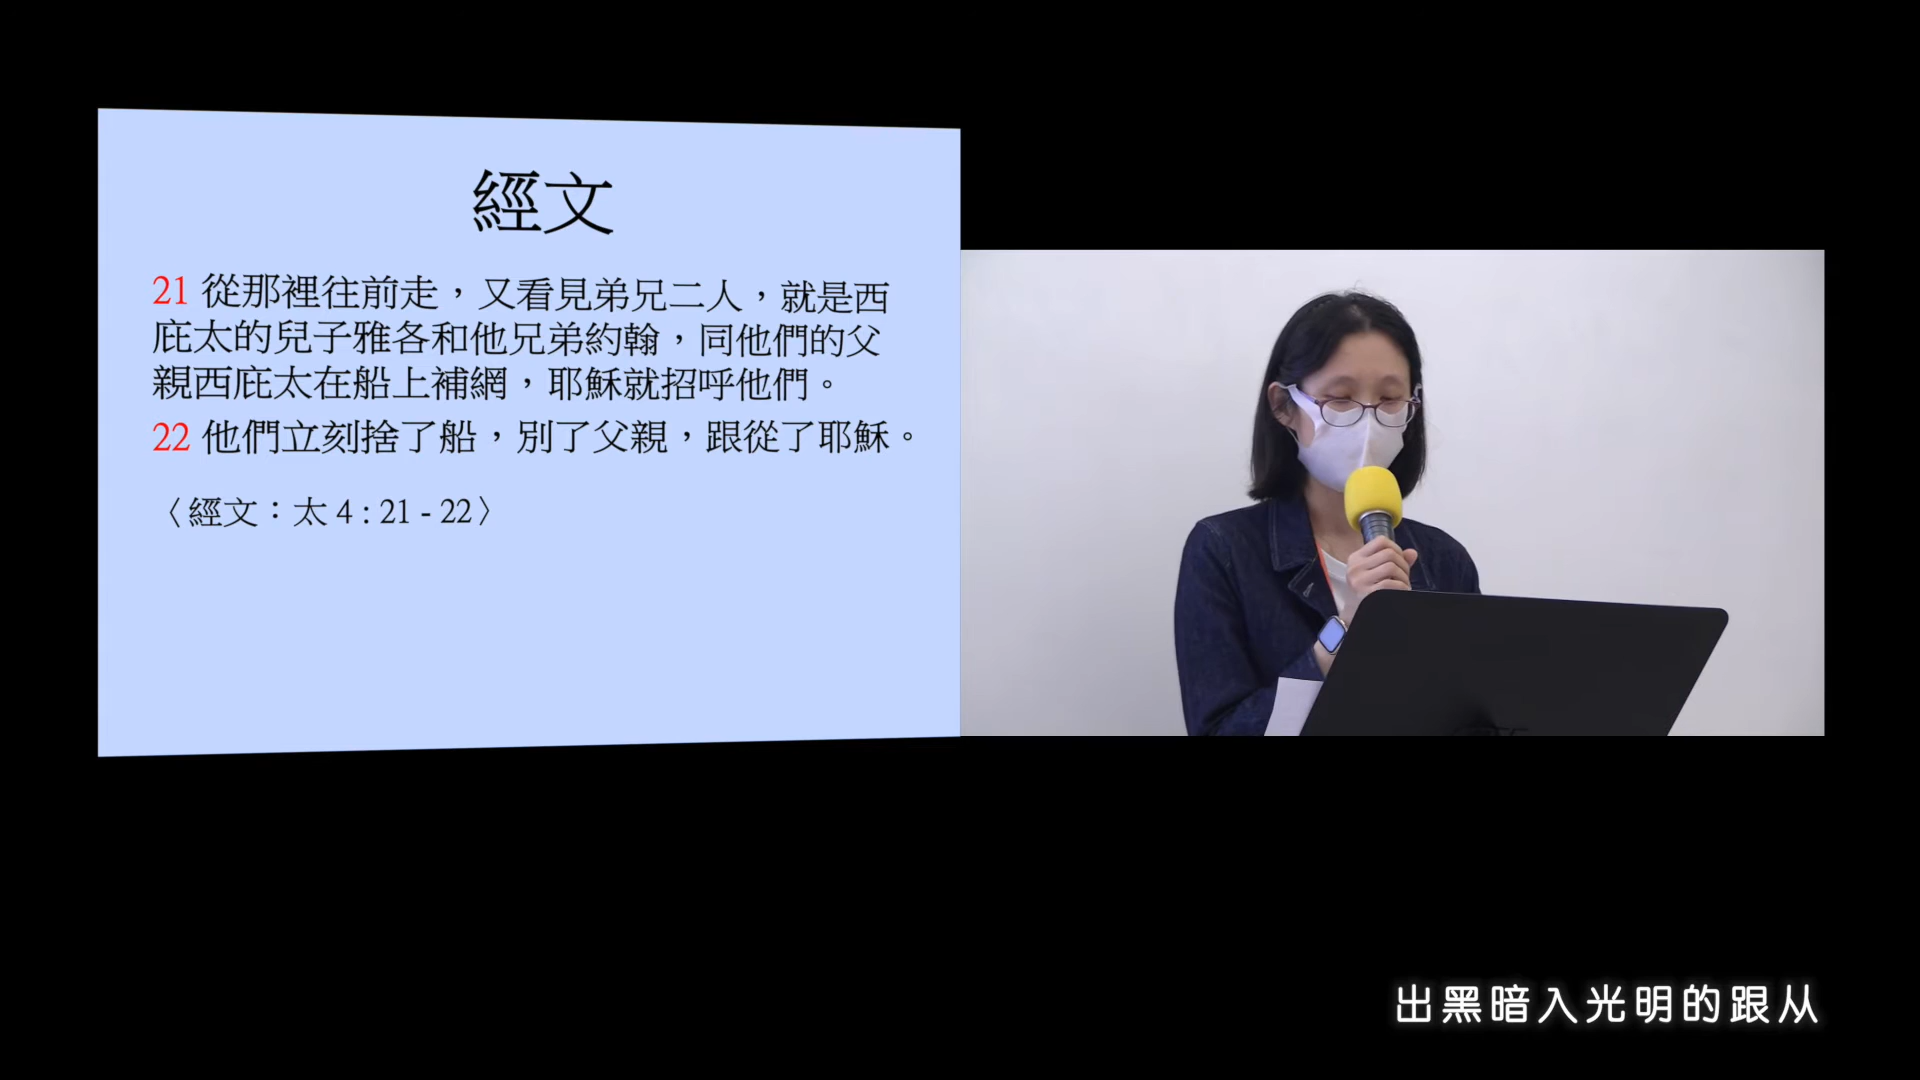 經文
21 從那裡往前走，又看見弟兄二人，就是西
庇太的兒子雅各和他兄弟約翰，同他們的父
親西庇太在船上補網，耶穌就招呼他們。
22 他們立刻捨了船，別了父親，跟從了耶穌。
〈經文：太 4 : 21 - 22〉
出黑暗入光明的跟从